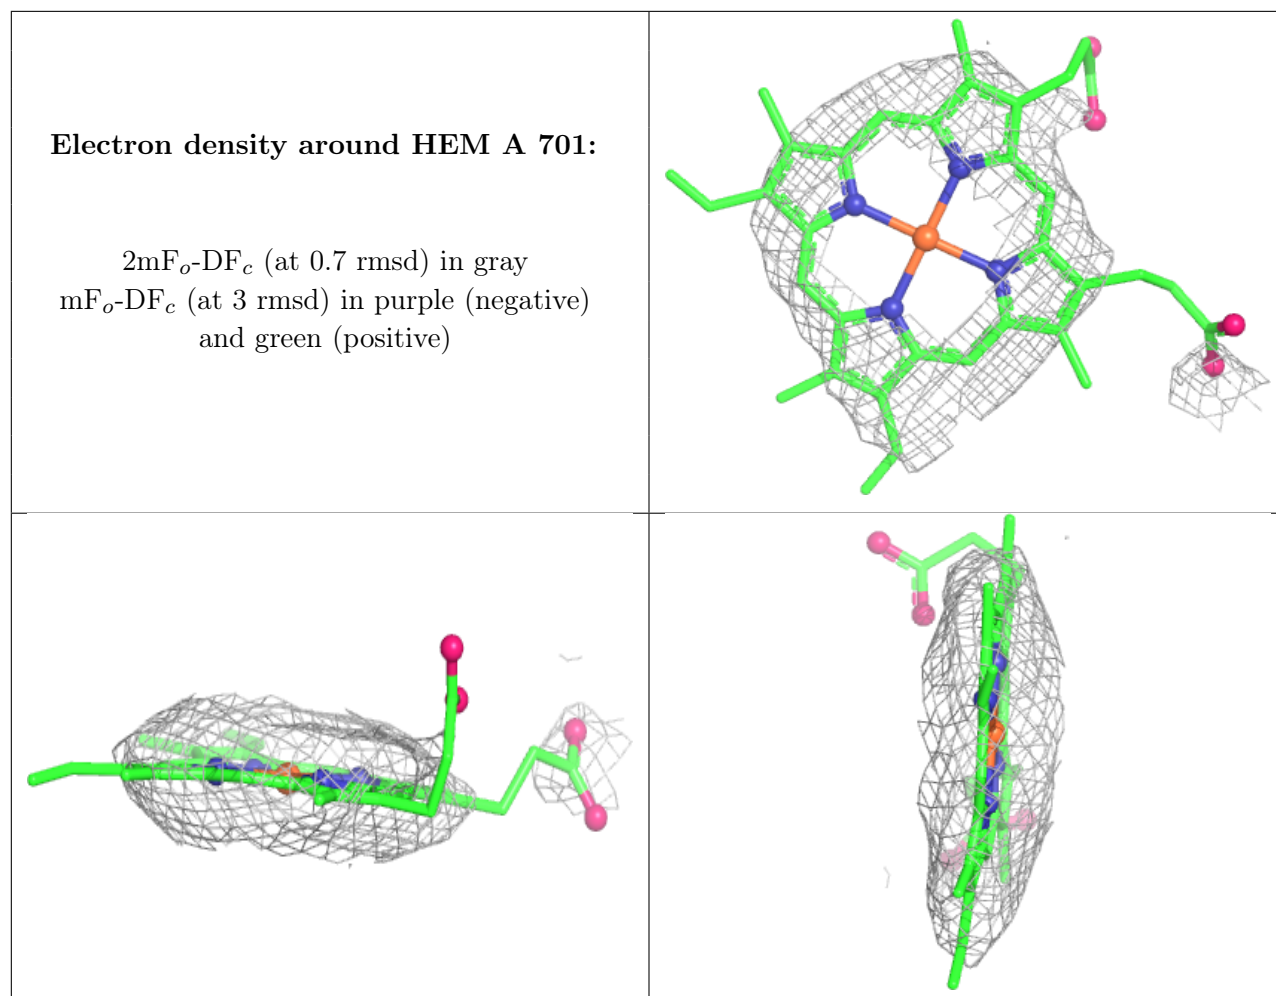 Electron density around HEM A 701:
2mFo-DFc (at 0.7 rmsd) in gray
mFo-DFc (at 3 rmsd) in purple (negative)
and green (positive)